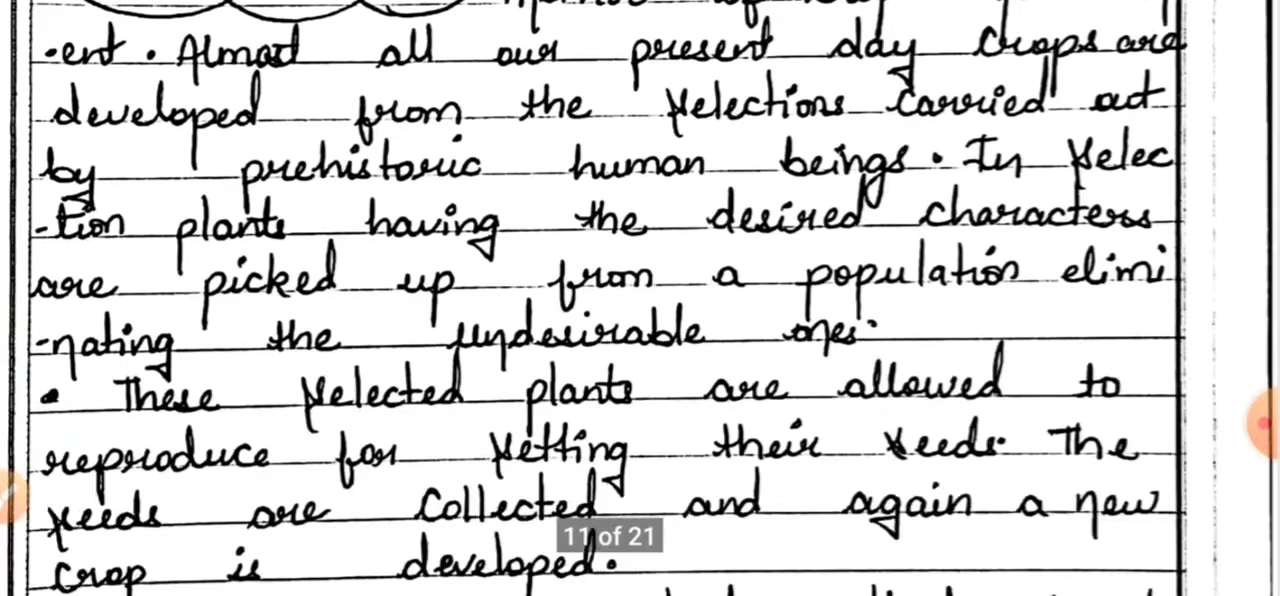 -ent. Almost all our present day crops are
developed from the selections carried out
by prehistoric human beings. In selec
-tion plants having the desired characters
are picked up from a population elimi
-nating the undesirable ones.
• These selected plants are allowed to
reproduce for setting their seeds. The
seeds are collected and again a new
11 of 21
crop is developed.